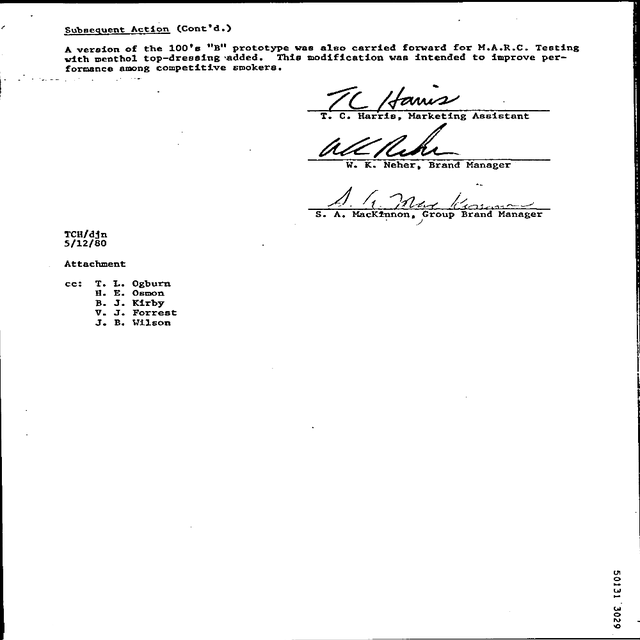 Subsequent Action (Cont'd.)
A version of the 100's "B" prototype was also carried forward for M.A.R.C. Testing
with menthol top-dressing added. This modification was intended to improve per-
formance among competitive smokers.
TC Harris
T. C. Harris, Marketing Assistant
WK Neher
W. K. Neher, Brand Manager
S. A. MacKinnon
S. A. MacKinnon, Group Brand Manager
TCH/djn
5/12/80
Attachment
cc: T. L. Ogburn
H. E. Osmon
B. J. Kirby
V. J. Forrest
J. B. Wilson
50131 3029